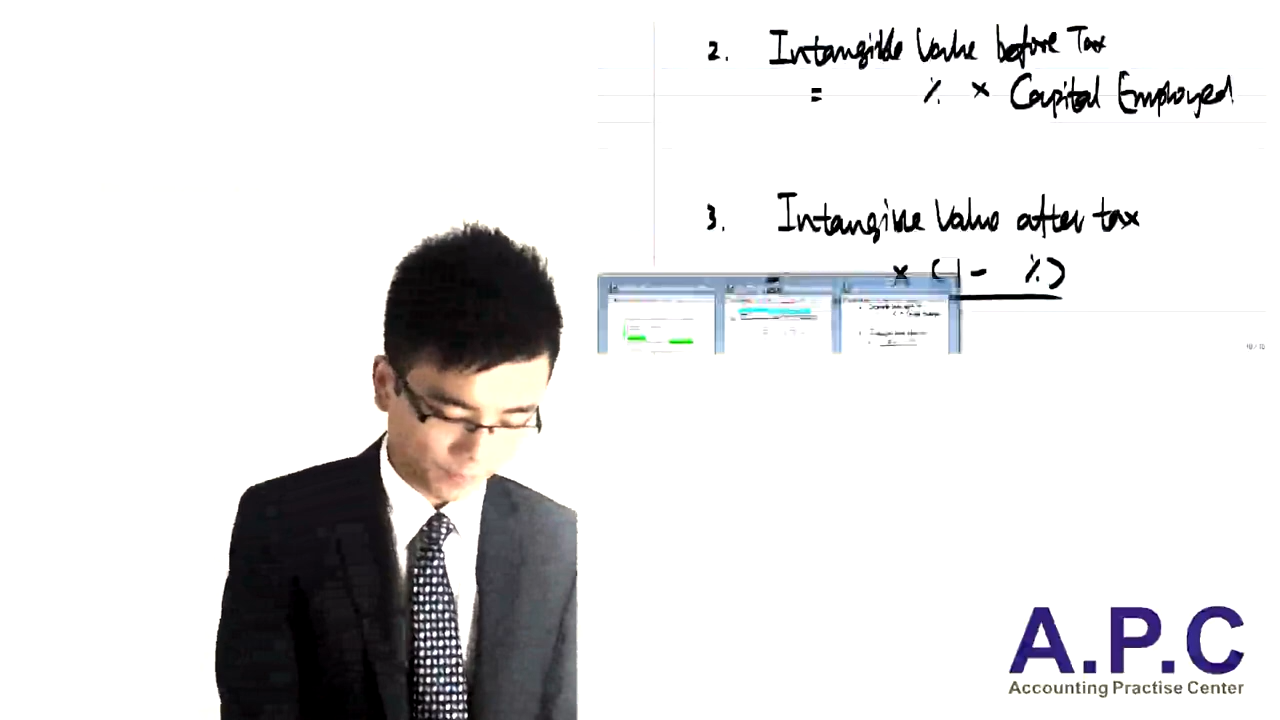 2. Intangible Value before Tax
= % × Capital Employed
3. Intangible Value after tax
× (1 - %)
A.P.C
Accounting Practise Center